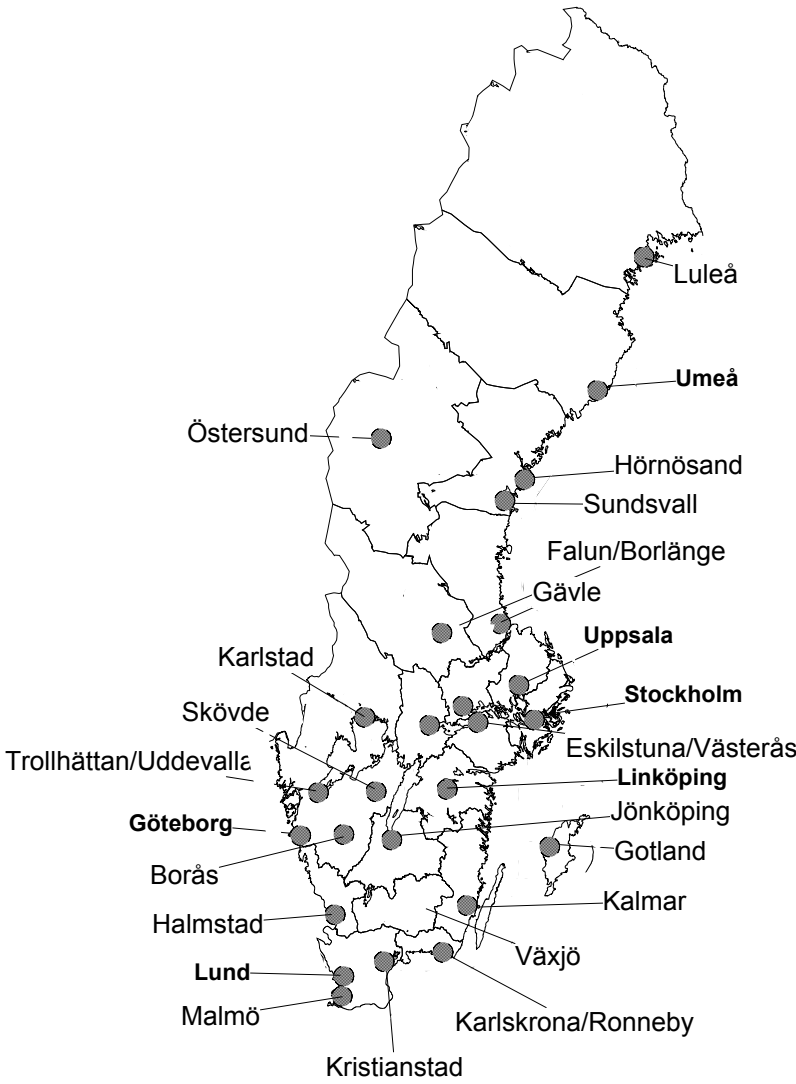 Luleå
Umeå
Östersund
Hörnösand
Sundsvall
Falun/Borlänge
Gävle
Uppsala
Karlstad
Stockholm
Skövde
Eskilstuna/Västerås
Trollhättan/Uddevalla
Linköping
Jönköping
Göteborg
Gotland
Borås
Kalmar
Halmstad
Växjö
Lund
Malmö
Karlskrona/Ronneby
Kristianstad